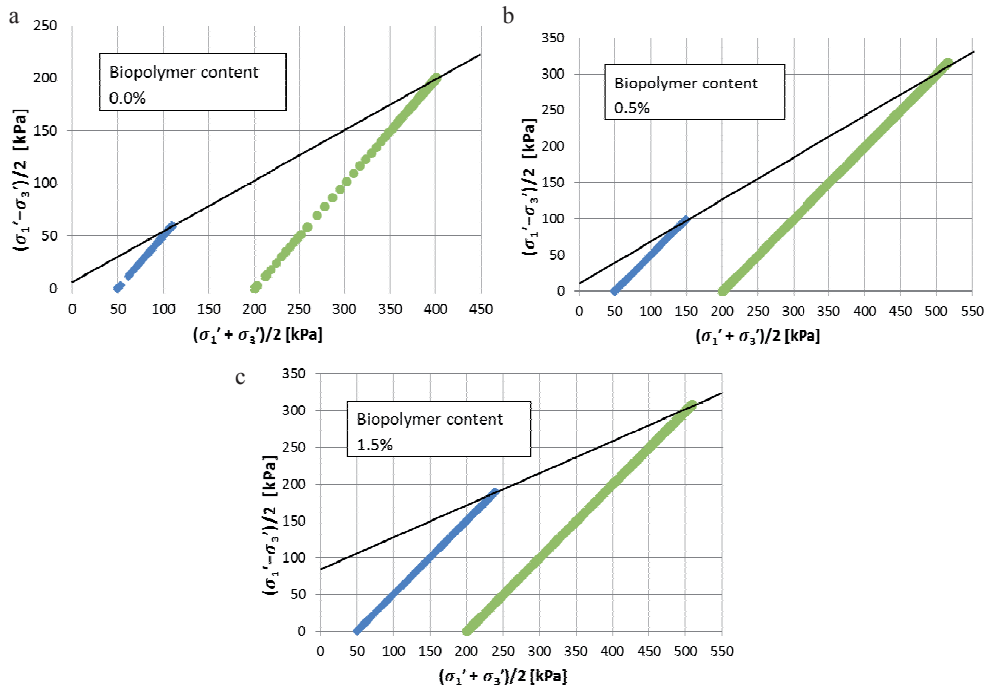 a
250
200
150
100
50
0
Biopolymer content
0.0%
(σ₁′−σ₃′)/2 [kPa]
0 50 100 150 200 250 300 350 400 450
(σ₁′ + σ₃′)/2 [kPa]
b
350
300
250
200
150
100
50
0
Biopolymer content
0.5%
(σ₁′−σ₃′)/2 [kPa]
0 50 100 150 200 250 300 350 400 450 500 550
(σ₁′ + σ₃′)/2 [kPa]
c
350
300
250
200
150
100
50
0
Biopolymer content
1.5%
(σ₁′−σ₃′)/2 [kPa]
0 50 100 150 200 250 300 350 400 450 500 550
(σ₁′ + σ₃′)/2 [kPa]